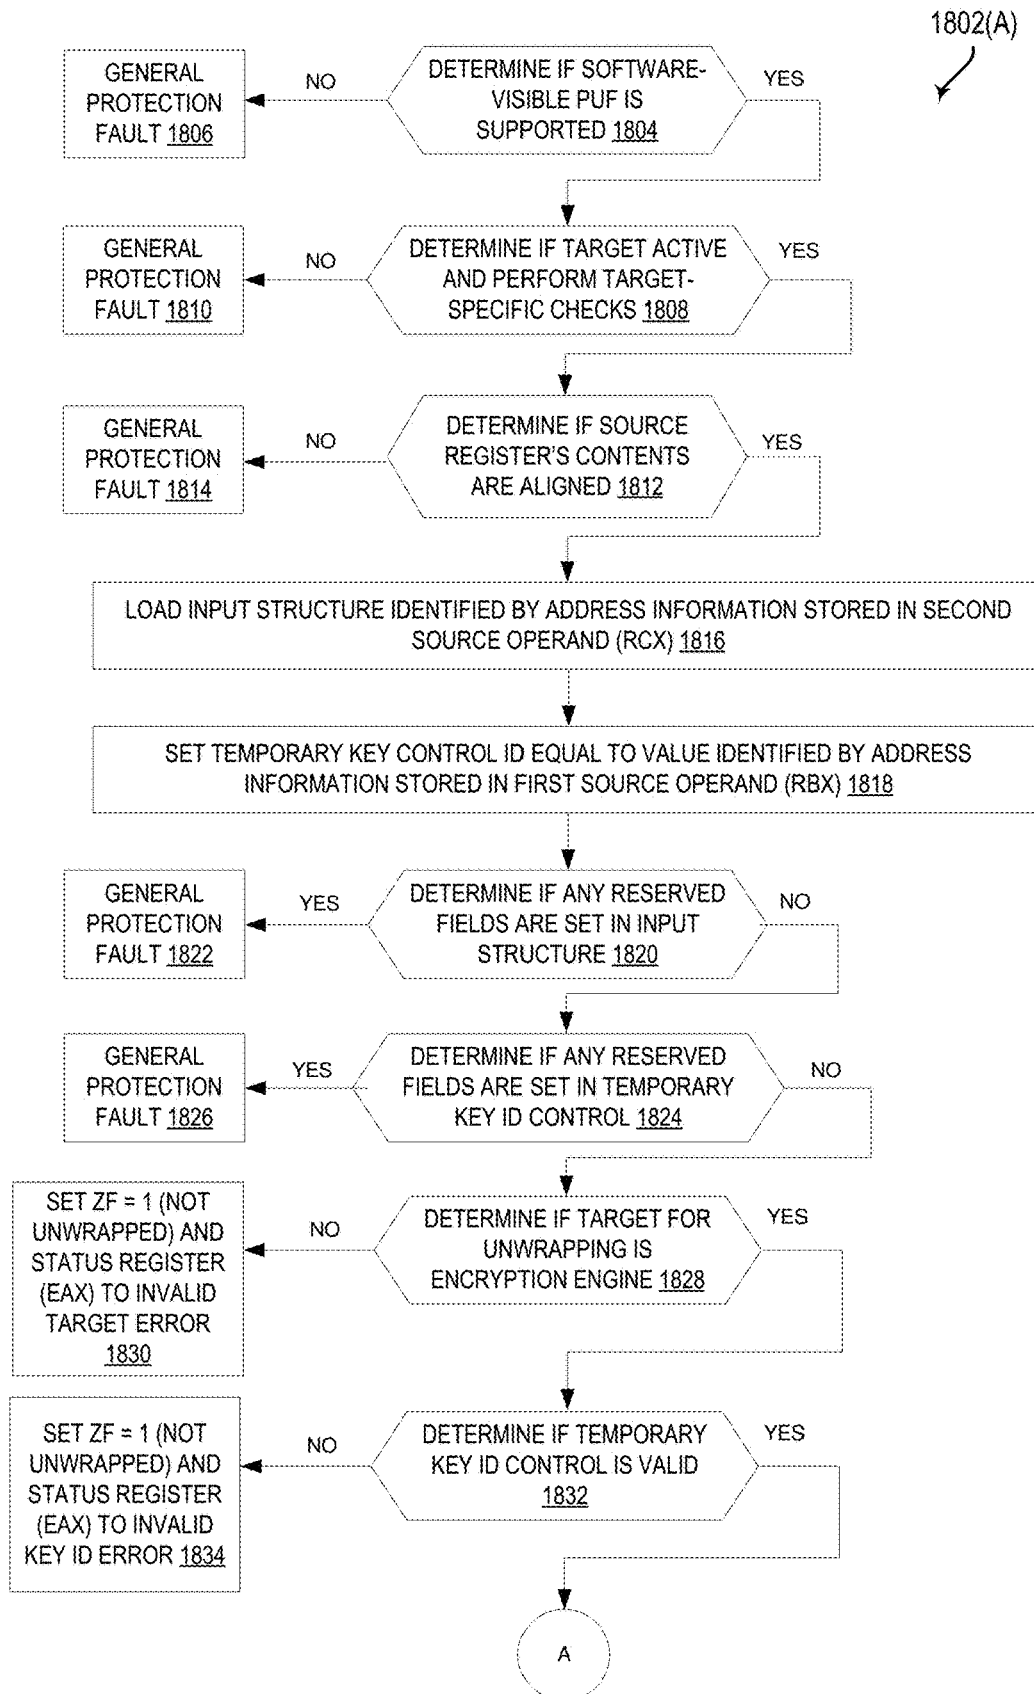 1802(A)
DETERMINE IF SOFTWARE-
VISIBLE PUF IS
SUPPORTED 1804
NO
YES
GENERAL
PROTECTION
FAULT 1806
DETERMINE IF TARGET ACTIVE
AND PERFORM TARGET-
SPECIFIC CHECKS 1808
NO
YES
GENERAL
PROTECTION
FAULT 1810
DETERMINE IF SOURCE
REGISTER'S CONTENTS
ARE ALIGNED 1812
NO
YES
GENERAL
PROTECTION
FAULT 1814
LOAD INPUT STRUCTURE IDENTIFIED BY ADDRESS INFORMATION STORED IN SECOND
SOURCE OPERAND (RCX) 1816
SET TEMPORARY KEY CONTROL ID EQUAL TO VALUE IDENTIFIED BY ADDRESS
INFORMATION STORED IN FIRST SOURCE OPERAND (RBX) 1818
DETERMINE IF ANY RESERVED
FIELDS ARE SET IN INPUT
STRUCTURE 1820
YES
NO
GENERAL
PROTECTION
FAULT 1822
DETERMINE IF ANY RESERVED
FIELDS ARE SET IN TEMPORARY
KEY ID CONTROL 1824
YES
NO
GENERAL
PROTECTION
FAULT 1826
DETERMINE IF TARGET FOR
UNWRAPPING IS
ENCRYPTION ENGINE 1828
NO
YES
SET ZF = 1 (NOT
UNWRAPPED) AND
STATUS REGISTER
(EAX) TO INVALID
TARGET ERROR
1830
DETERMINE IF TEMPORARY
KEY ID CONTROL IS VALID
1832
NO
YES
SET ZF = 1 (NOT
UNWRAPPED) AND
STATUS REGISTER
(EAX) TO INVALID
KEY ID ERROR 1834
A